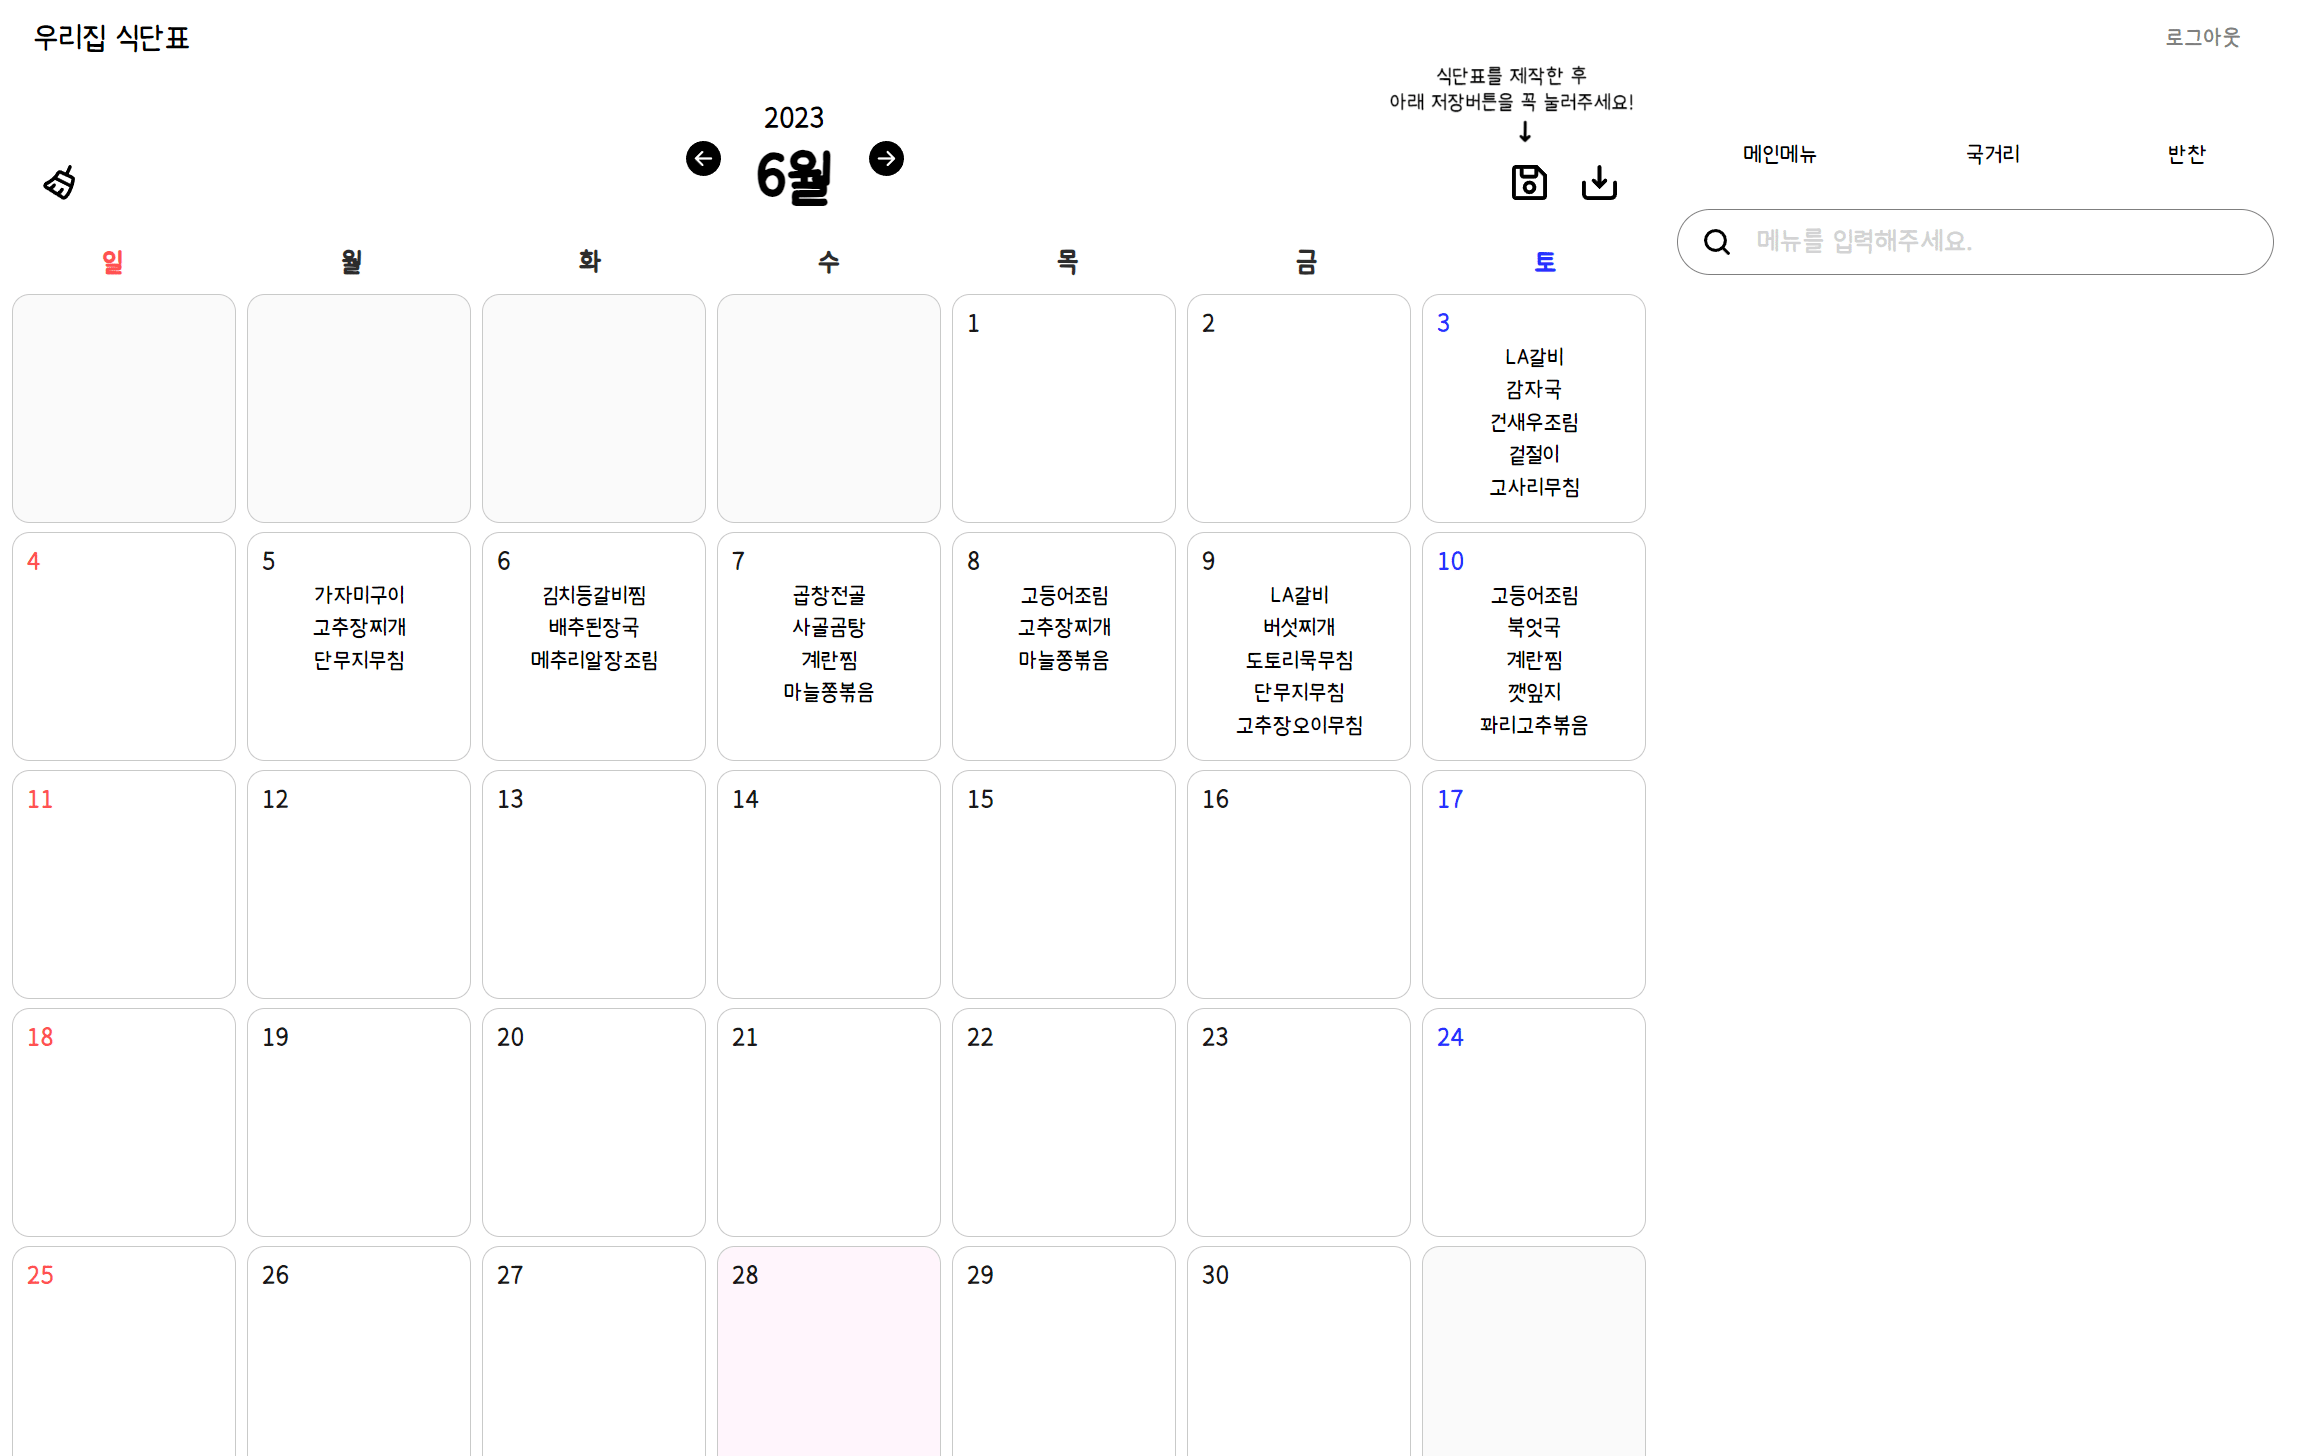 우리집 식단표
로그아웃
식단표를 제작한 후
아래 저장버튼을 꼭 눌러주세요!
↓
2023
6월
메인메뉴 국거리 반찬
메뉴를 입력해주세요.
일 월 화 수 목 금 토
1
2
3
LA갈비
감자국
건새우조림
겉절이
고사리무침
4
5
가자미구이
고추장찌개
단무지무침
6
김치등갈비찜
배추된장국
메추리알장조림
7
곱창전골
사골곰탕
계란찜
마늘쫑볶음
8
고등어조림
고추장찌개
마늘쫑볶음
9
LA갈비
버섯찌개
도토리묵무침
단무지무침
고추장오이무침
10
고등어조림
북엇국
계란찜
깻잎지
꽈리고추볶음
11
12
13
14
15
16
17
18
19
20
21
22
23
24
25
26
27
28
29
30